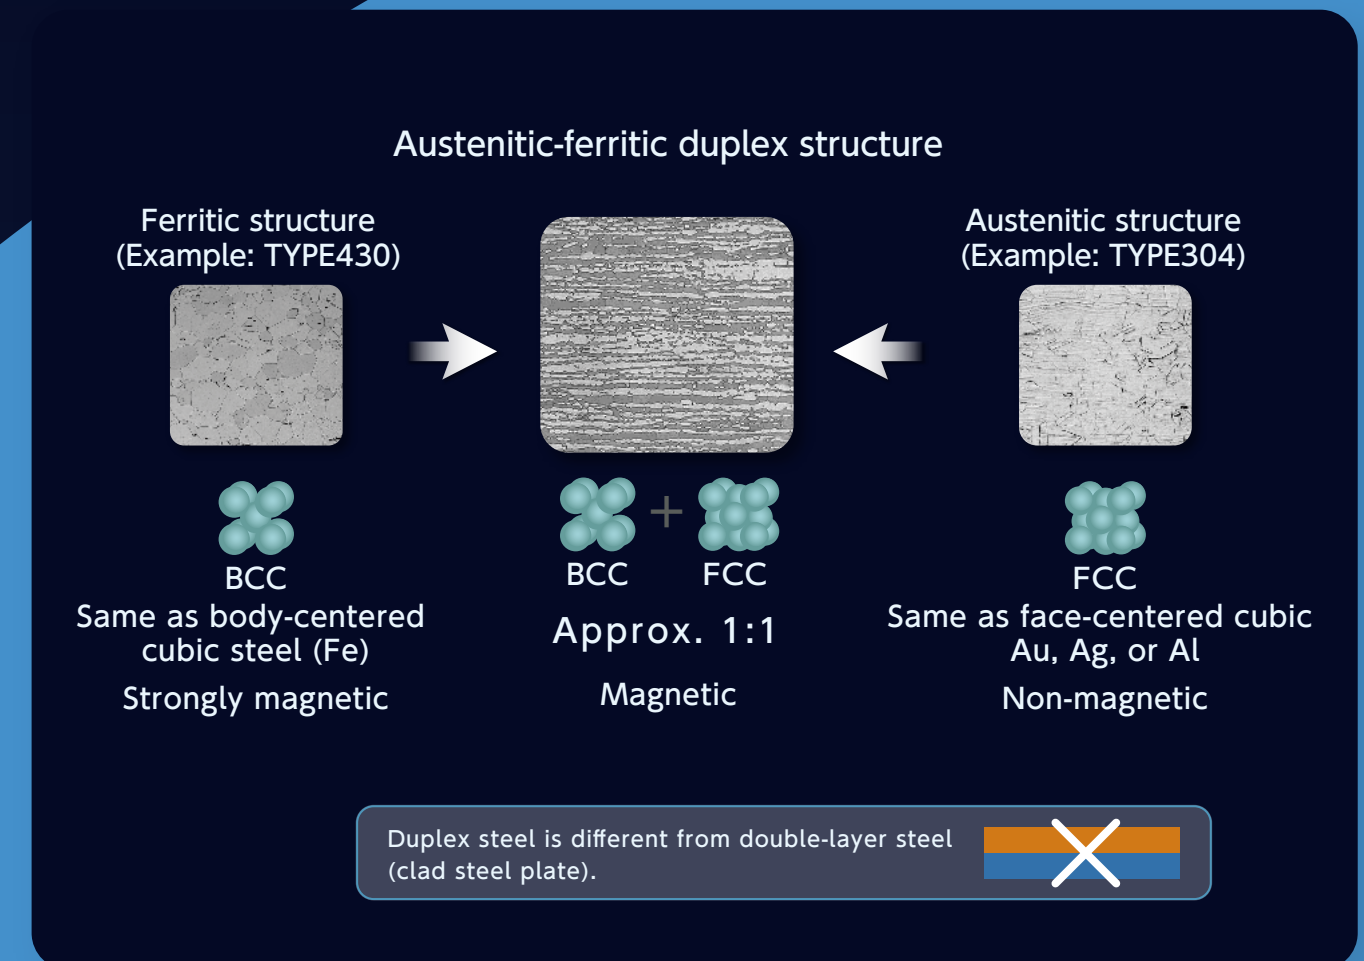 Austenitic-ferritic duplex structure
Ferritic structure
(Example: TYPE430)
BCC
Same as body-centered
cubic steel (Fe)
Strongly magnetic
BCC + FCC
Approx. 1:1
Magnetic
Austenitic structure
(Example: TYPE304)
FCC
Same as face-centered cubic
Au, Ag, or Al
Non-magnetic
Duplex steel is different from double-layer steel
(clad steel plate).